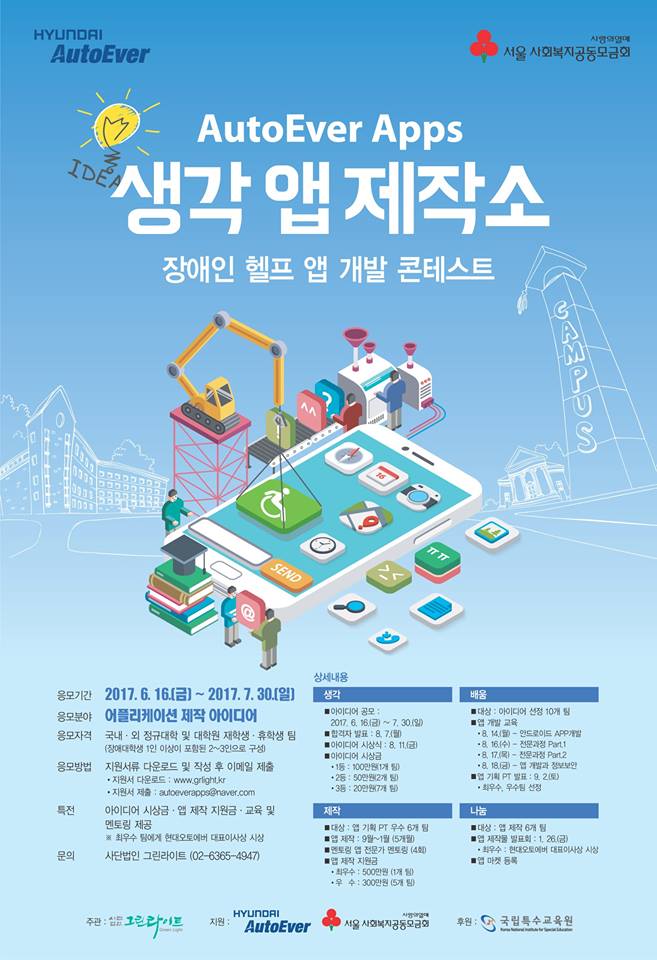 HYUNDAI
AutoEver
사랑의열매
서울 사회복지공동모금회
IDEA
AutoEver Apps
생각 앱 제작소
장애인 헬프 앱 개발 콘테스트
CAMPUS
^^
?
16
SEND
@
>_<
ㅠㅠ
응모기간 2017. 6. 16.(금) ~ 2017. 7. 30.(일)
응모분야 어플리케이션 제작 아이디어
응모자격 국내 · 외 정규대학 및 대학원 재학생 · 휴학생 팀
(장애대학생 1인 이상이 포함된 2~3인으로 구성)
응모방법 지원서류 다운로드 및 작성 후 이메일 제출
• 지원서 다운로드 : www.grlight.kr
• 지원서 제출 : autoeverapps@naver.com
특전 아이디어 시상금 · 앱 제작 지원금 · 교육 및
멘토링 제공
※ 최우수 팀에게 현대오토에버 대표이사상 시상
문의 사단법인 그린라이트 (02-6365-4947)
상세내용
생각
■ 아이디어 공모 :
2017. 6. 16.(금) ~ 7. 30.(일)
■ 합격자 발표 : 8. 7.(월)
■ 아이디어 시상식 : 8. 11.(금)
■ 아이디어 시상금
• 1등 : 100만원(1개 팀)
• 2등 : 50만원(2개 팀)
• 3등 : 20만원(7개 팀)
배움
■ 대상 : 아이디어 선정 10개 팀
■ 앱 개발 교육
• 8. 14.(월) - 안드로이드 APP개발
• 8. 16.(수) - 전문과정 Part.1
• 8. 17.(목) - 전문과정 Part.2
• 8. 18.(금) - 앱 개발과 정보보안
■ 앱 기획 PT 발표 : 9. 2.(토)
• 최우수, 우수팀 선정
제작
■ 대상 : 앱 기획 PT 우수 6개 팀
■ 앱 제작 : 9월~1월 (5개월)
■ 멘토링 앱 전문가 멘토링 (4회)
■ 앱 제작 지원금
• 최우수 : 500만원 (1개 팀)
• 우 수 : 300만원 (5개 팀)
나눔
■ 대상 : 앱 제작 6개 팀
■ 앱 제작물 발표회 : 1. 26.(금)
• 최우수 : 현대오토에버 대표이사상 시상
■ 앱 마켓 등록
주관 : 사단법인 그린라이트 Green Light 지원 : HYUNDAI AutoEver 사랑의열매 서울 사회복지공동모금회 후원 : 국립특수교육원
Korea National Institute for Special Education